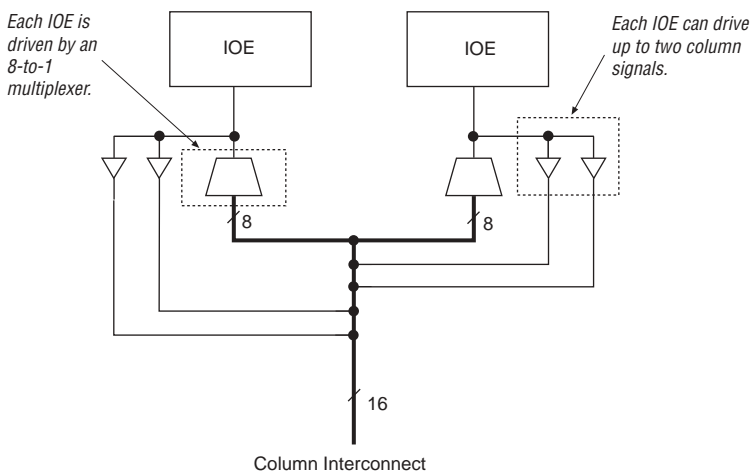 Each IOE is
driven by an
8-to-1
multiplexer.
IOE
IOE
Each IOE can drive
up to two column
signals.
8
8
16
Column Interconnect